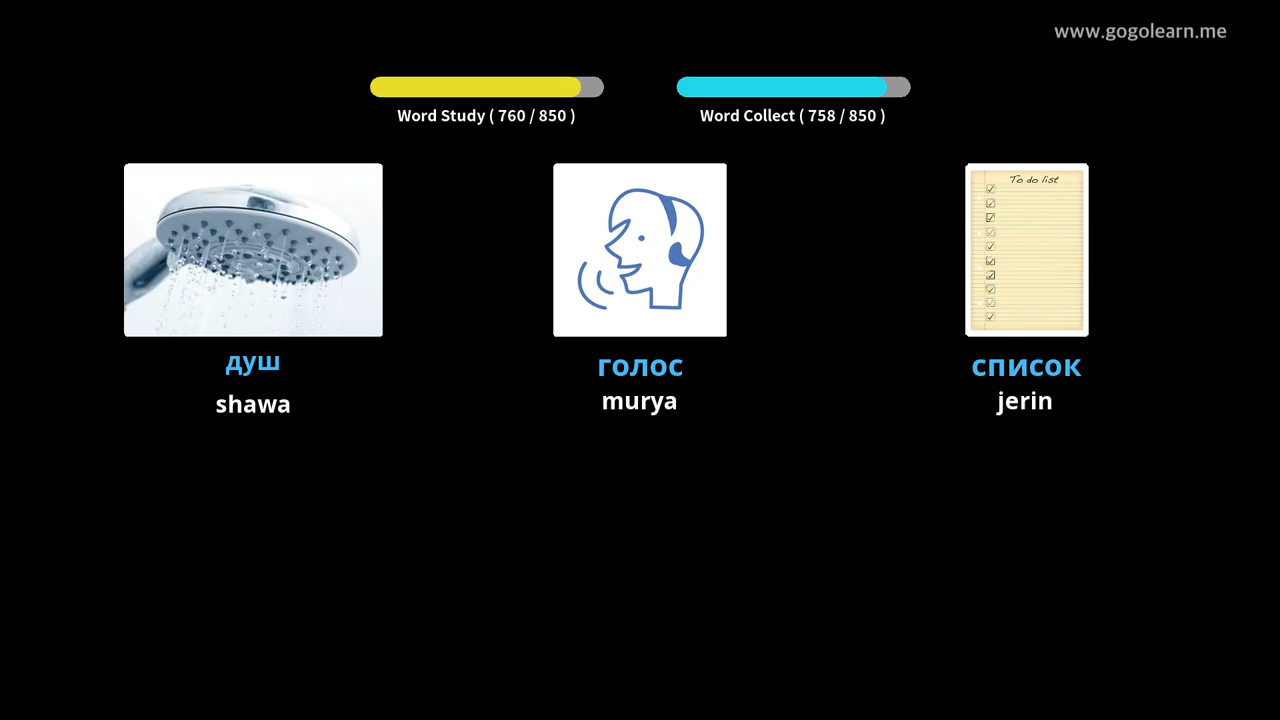 www.gogolearn.me
Word Study ( 760 / 850 )
Word Collect ( 758 / 850 )
To do list
душ
голос
список
shawa
murya
jerin